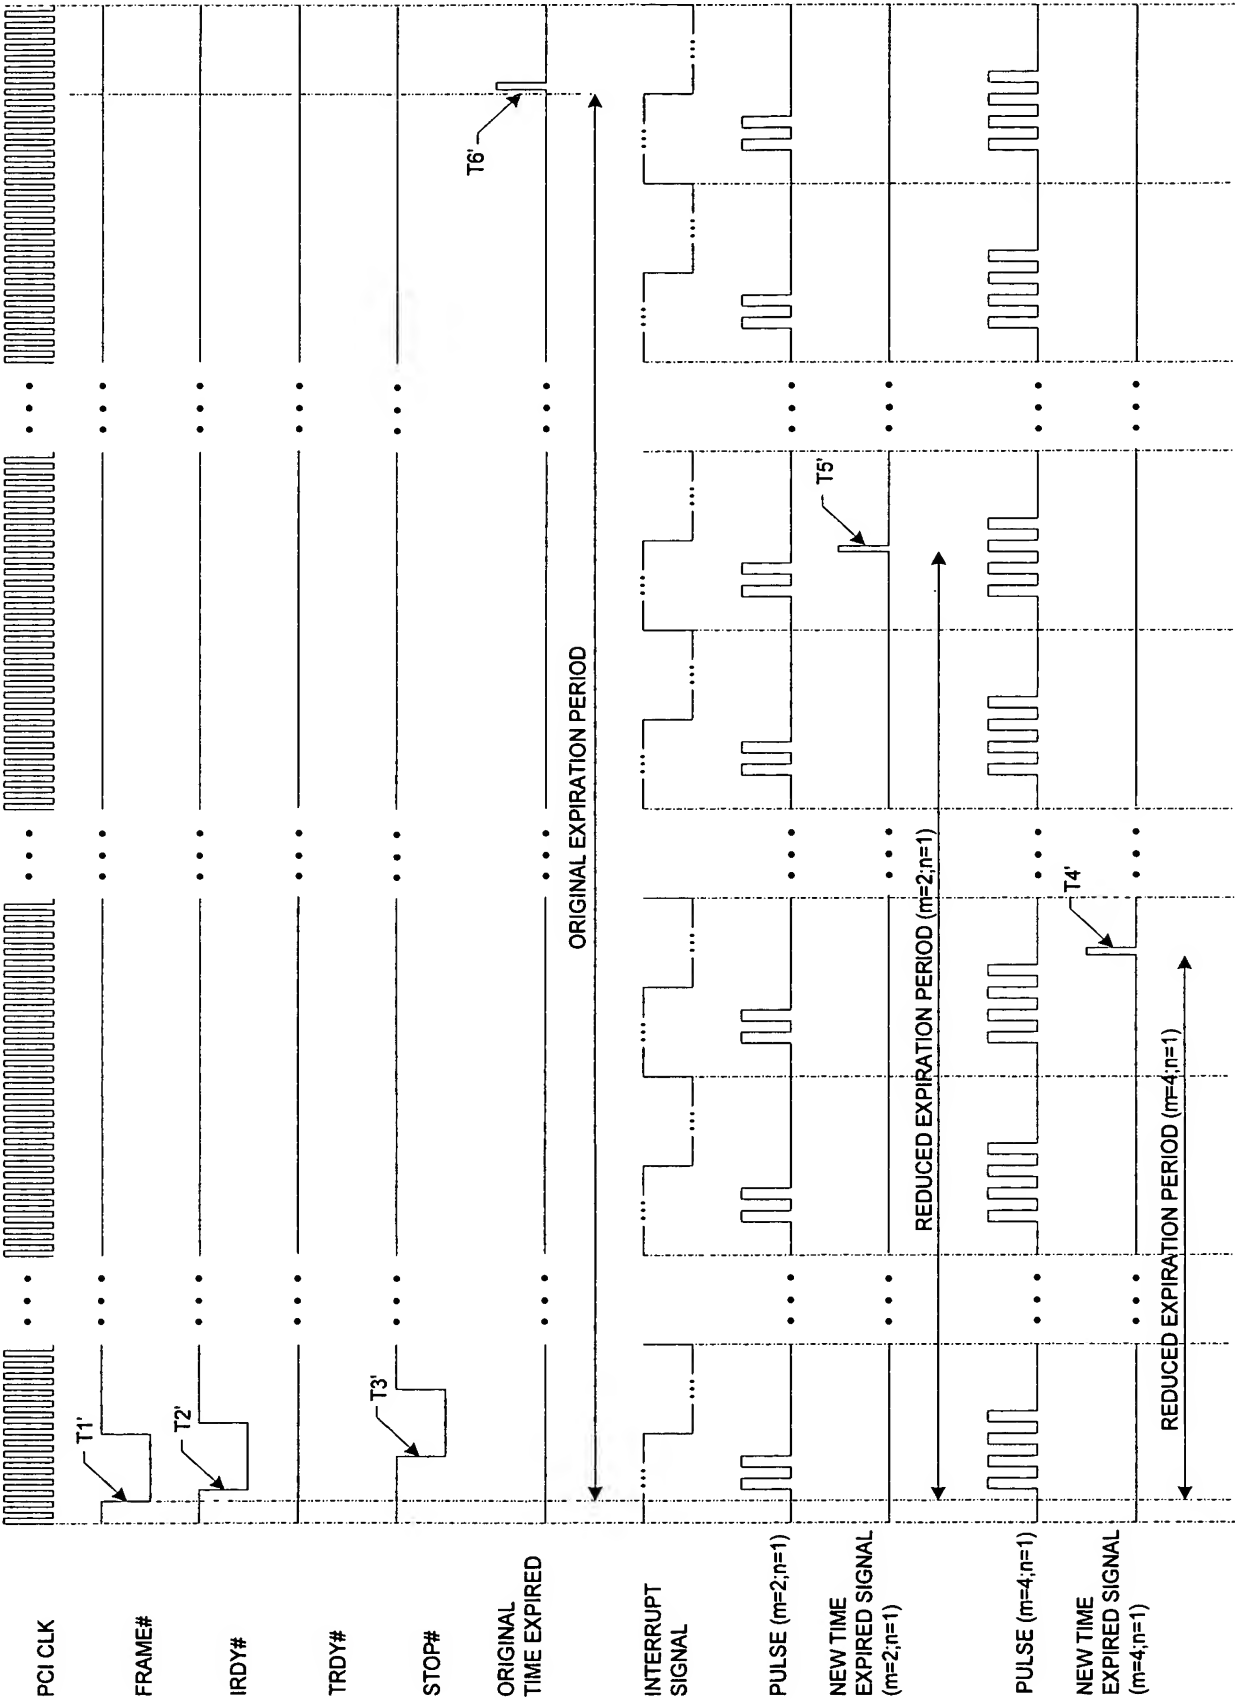 PCI CLK
FRAME#
T1'
IRDY#
T2'
TRDY#
STOP#
T3'
ORIGINAL
TIME EXPIRED
T6'
ORIGINAL EXPIRATION PERIOD
INTERRUPT
SIGNAL
PULSE (m=2;n=1)
NEW TIME
EXPIRED SIGNAL
(m=2;n=1)
T5'
REDUCED EXPIRATION PERIOD (m=2;n=1)
PULSE (m=4;n=1)
NEW TIME
EXPIRED SIGNAL
(m=4;n=1)
T4'
REDUCED EXPIRATION PERIOD (m=4;n=1)